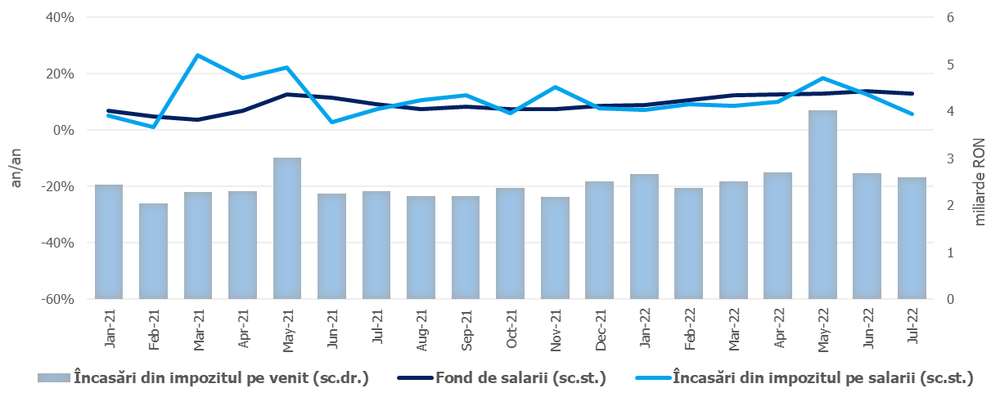 40%
20%
0%
-20%
-40%
-60%
an/an
6
5
4
3
2
1
0
miliarde RON
Jan-21
Feb-21
Mar-21
Apr-21
May-21
Jun-21
Jul-21
Aug-21
Sep-21
Oct-21
Nov-21
Dec-21
Jan-22
Feb-22
Mar-22
Apr-22
May-22
Jun-22
Jul-22
Încasări din impozitul pe venit (sc.dr.) Fond de salarii (sc.st.) Încasări din impozitul pe salarii (sc.st.)